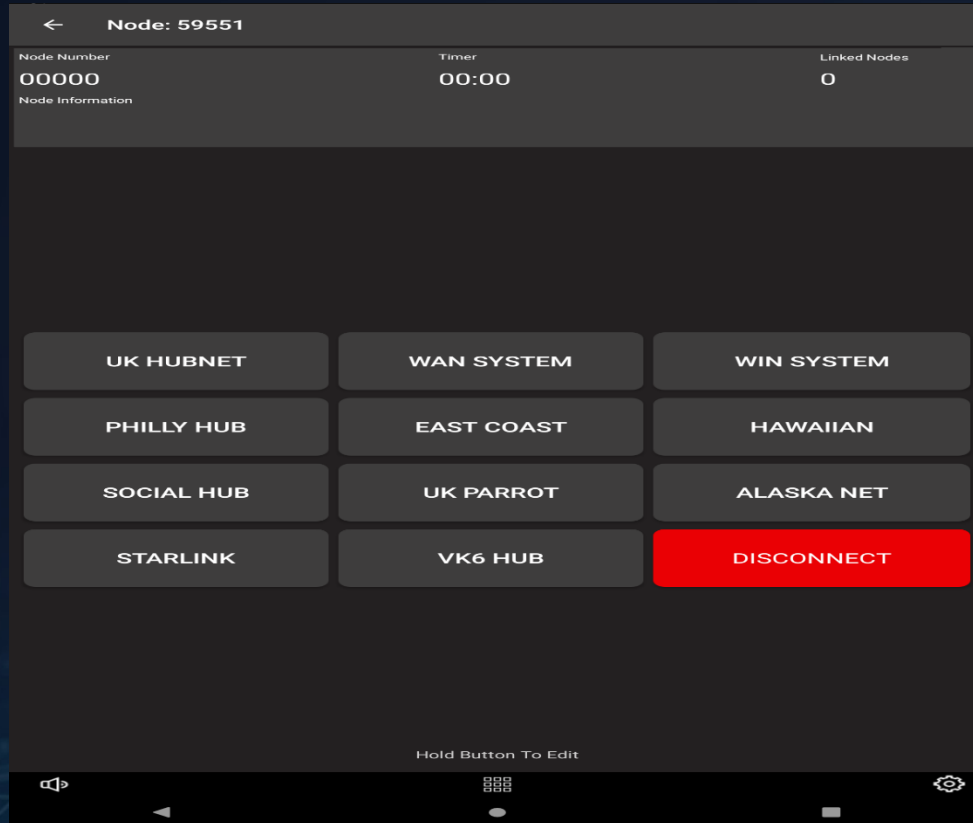 Node: 59551
Node Number Timer Linked Nodes
00000 00:00 0
Node Information
UK HUBNET WAN SYSTEM WIN SYSTEM
PHILLY HUB EAST COAST HAWAIIAN
SOCIAL HUB UK PARROT ALASKA NET
STARLINK VK6 HUB DISCONNECT
Hold Button To Edit